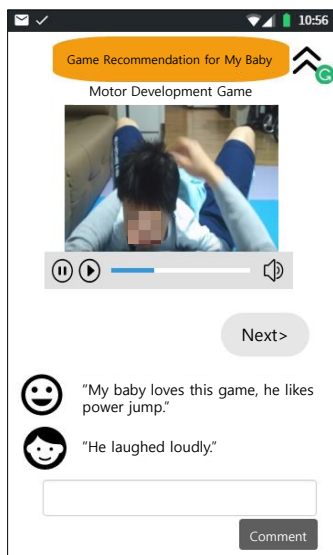 10:56
Game Recommendation for My Baby
G
Motor Development Game
Next>
"My baby loves this game, he likes
power jump."
"He laughed loudly."
Comment